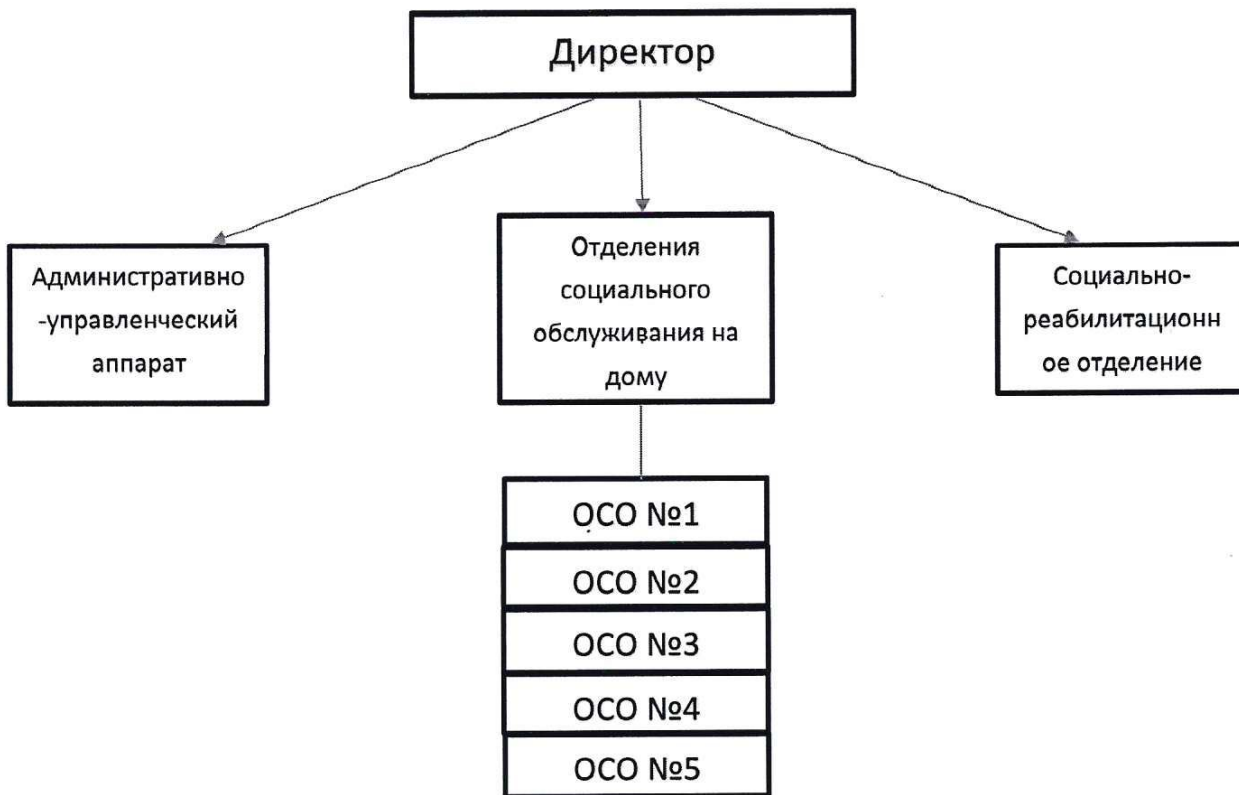 Директор
Административно
-управленческий
аппарат
Отделения
социального
обслуживания на
дому
Социально-
реабилитационн
ое отделение
ОСО №1
ОСО №2
ОСО №3
ОСО №4
ОСО №5